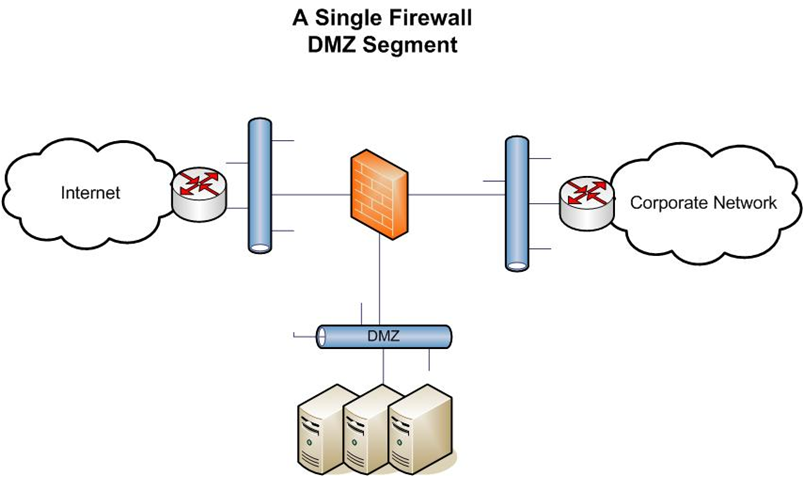 A Single Firewall
DMZ Segment
Internet
Corporate Network
DMZ